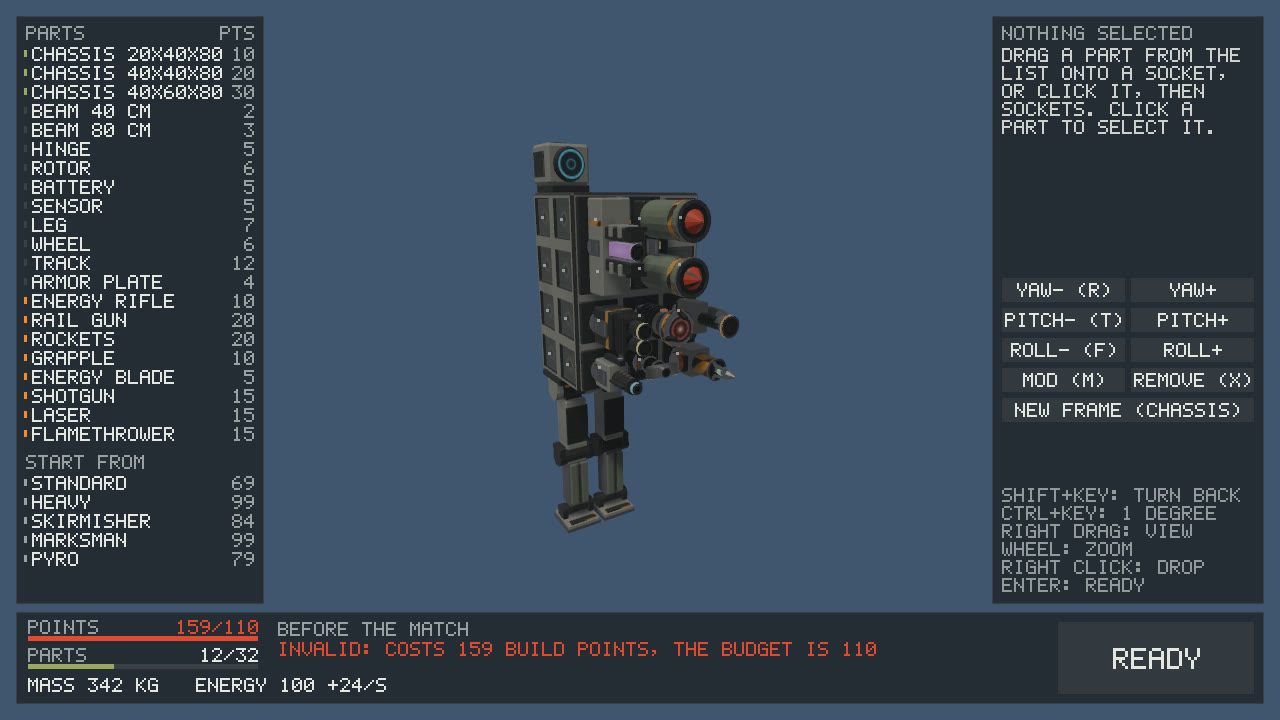 PARTS PTS
CHASSIS 20X40X80 10
CHASSIS 40X40X80 20
CHASSIS 40X60X80 30
BEAM 40 CM 2
BEAM 80 CM 3
HINGE 5
ROTOR 6
BATTERY 5
SENSOR 5
LEG 7
WHEEL 6
TRACK 12
ARMOR PLATE 4
ENERGY RIFLE 10
RAIL GUN 20
ROCKETS 20
GRAPPLE 10
ENERGY BLADE 5
SHOTGUN 15
LASER 15
FLAMETHROWER 15
START FROM
STANDARD 69
HEAVY 99
SKIRMISHER 84
MARKSMAN 99
PYRO 79
NOTHING SELECTED
DRAG A PART FROM THE
LIST ONTO A SOCKET,
OR CLICK IT, THEN
SOCKETS. CLICK A
PART TO SELECT IT.
YAW- (R) YAW+
PITCH- (T) PITCH+
ROLL- (F) ROLL+
MOD (M) REMOVE (X)
NEW FRAME (CHASSIS)
SHIFT+KEY: TURN BACK
CTRL+KEY: 1 DEGREE
RIGHT DRAG: VIEW
WHEEL: ZOOM
RIGHT CLICK: DROP
ENTER: READY
POINTS 159/110
PARTS 12/32
MASS 342 KG ENERGY 100 +24/S
BEFORE THE MATCH
INVALID: COSTS 159 BUILD POINTS, THE BUDGET IS 110
READY